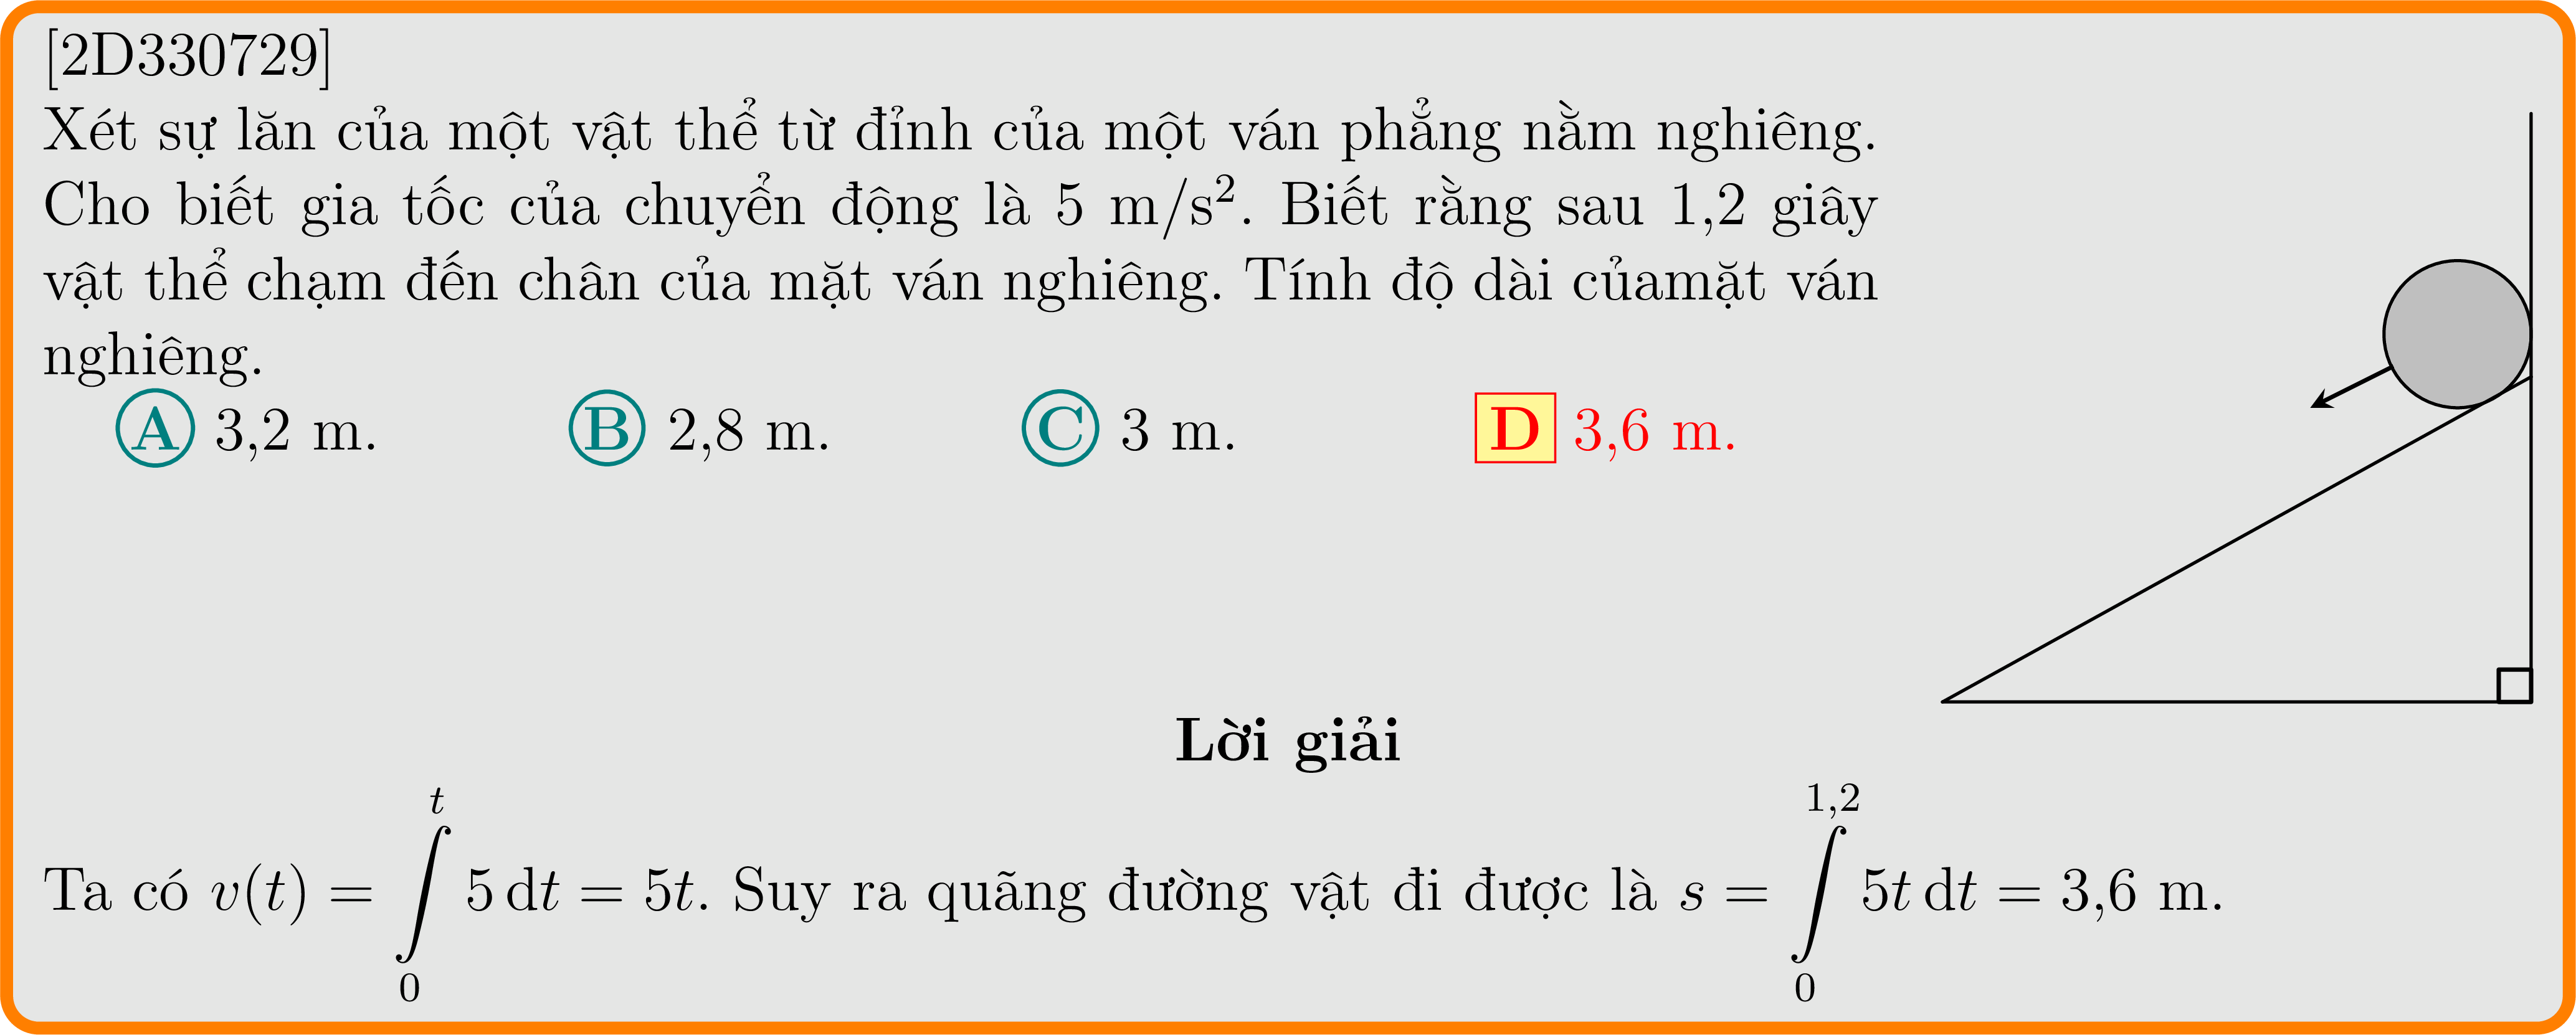 [2D330729]
Xét sự lăn của một vật thể từ đỉnh của một ván phẳng nằm nghiêng.
Cho biết gia tốc của chuyển động là 5 m/s². Biết rằng sau 1,2 giây
vật thể chạm đến chân của mặt ván nghiêng. Tính độ dài củamặt ván
nghiêng.
A 3,2 m. B 2,8 m. C 3 m. D 3,6 m.
Lời giải
Ta có v(t) = ∫₀ᵗ 5 dt = 5t. Suy ra quãng đường vật đi được là s = ∫₀^{1,2} 5t dt = 3,6 m.